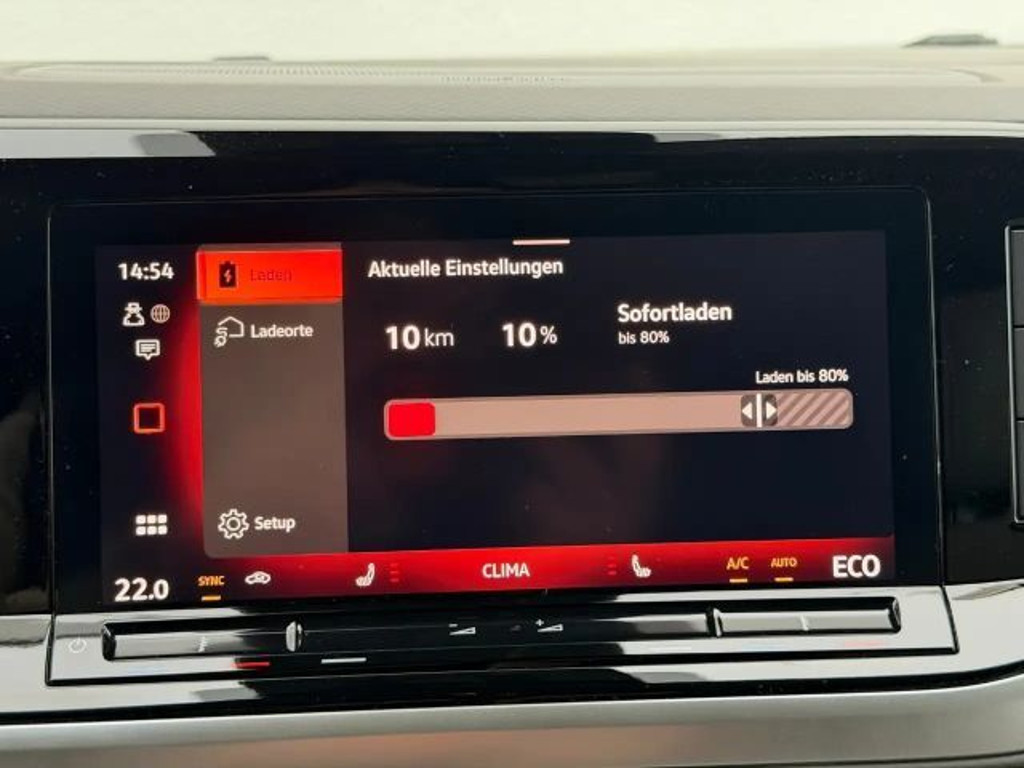 14:54
Laden
Aktuelle Einstellungen
Ladeorte
10 km
10 %
Sofortladen
bis 80%
Laden bis 80%
Setup
22.0
SYNC
CLIMA
A/C
AUTO
ECO